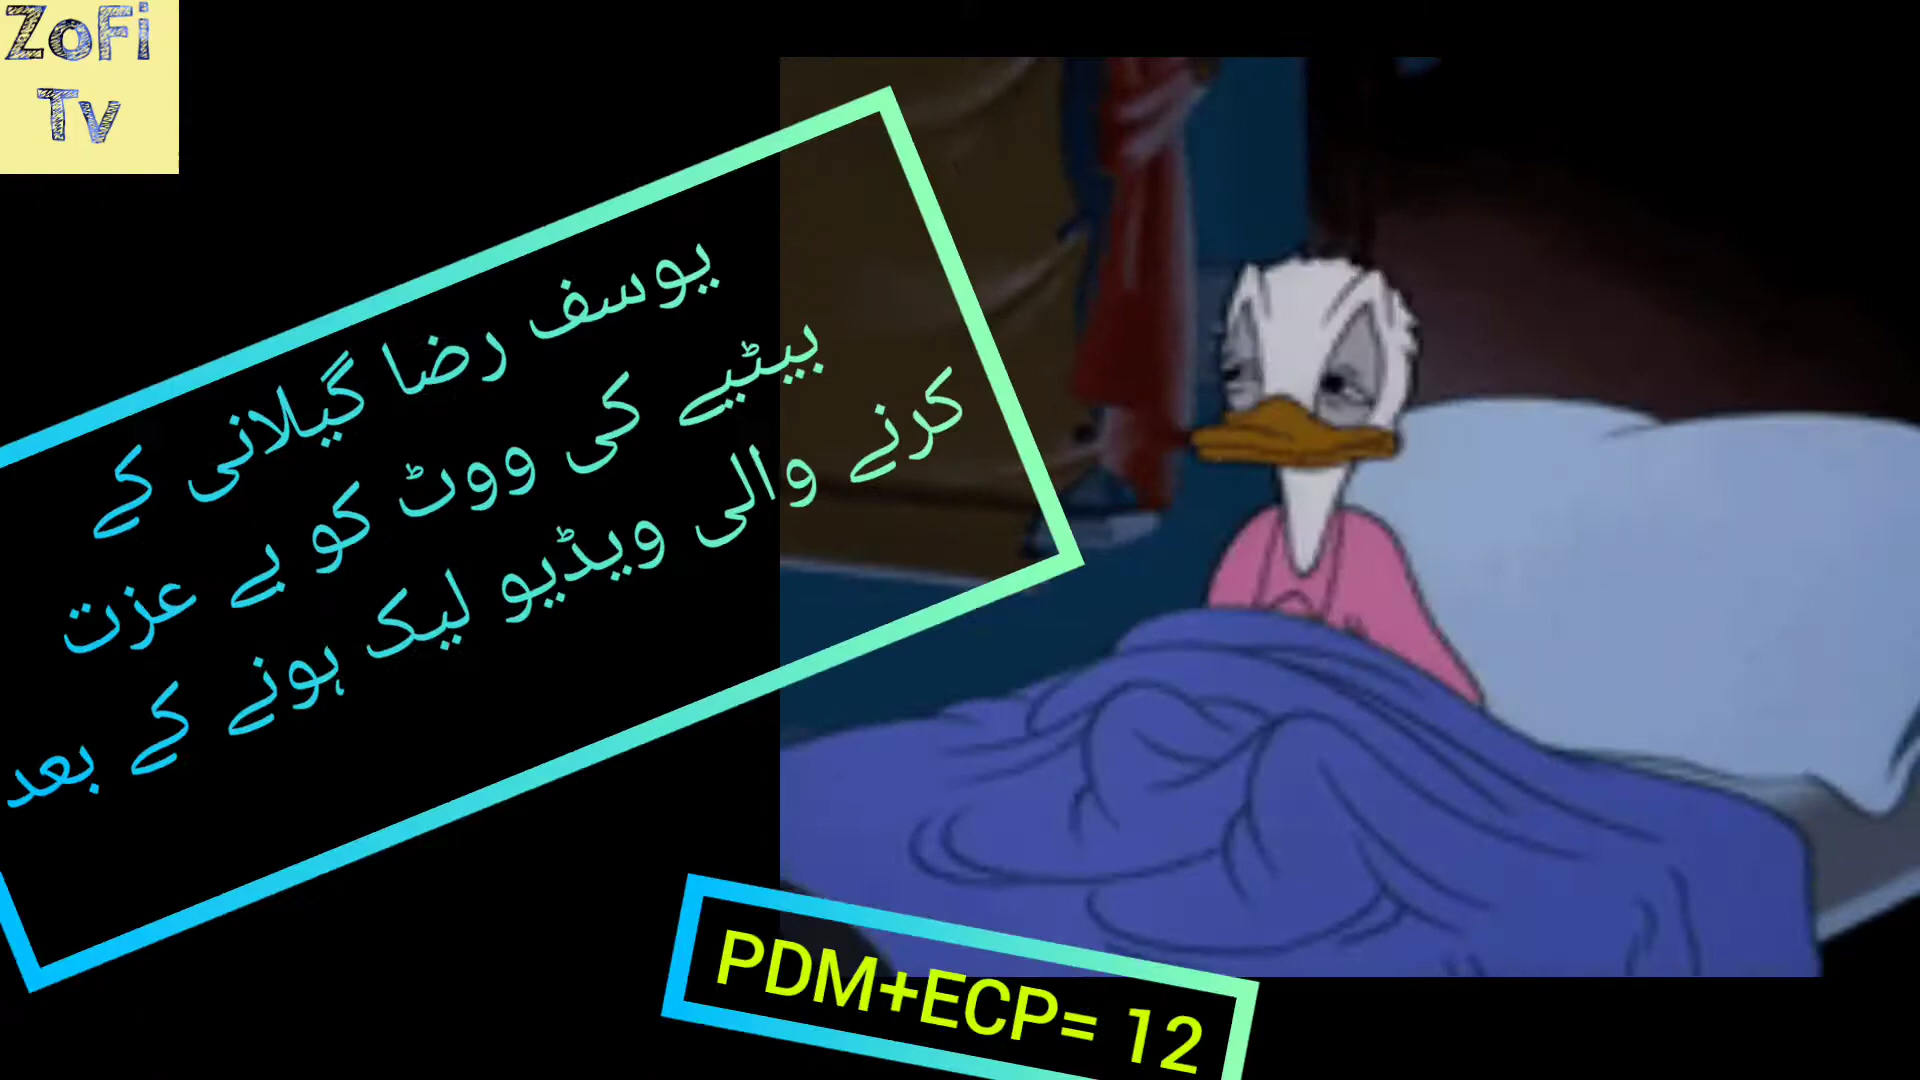 ZoFi
Tv
یوسف رضا گیلانی کے
بیٹیے کی ووٹ کو بے عزت
کرنے والی ویڈیو لیک ہونے کے بعد
PDM+ECP= 12